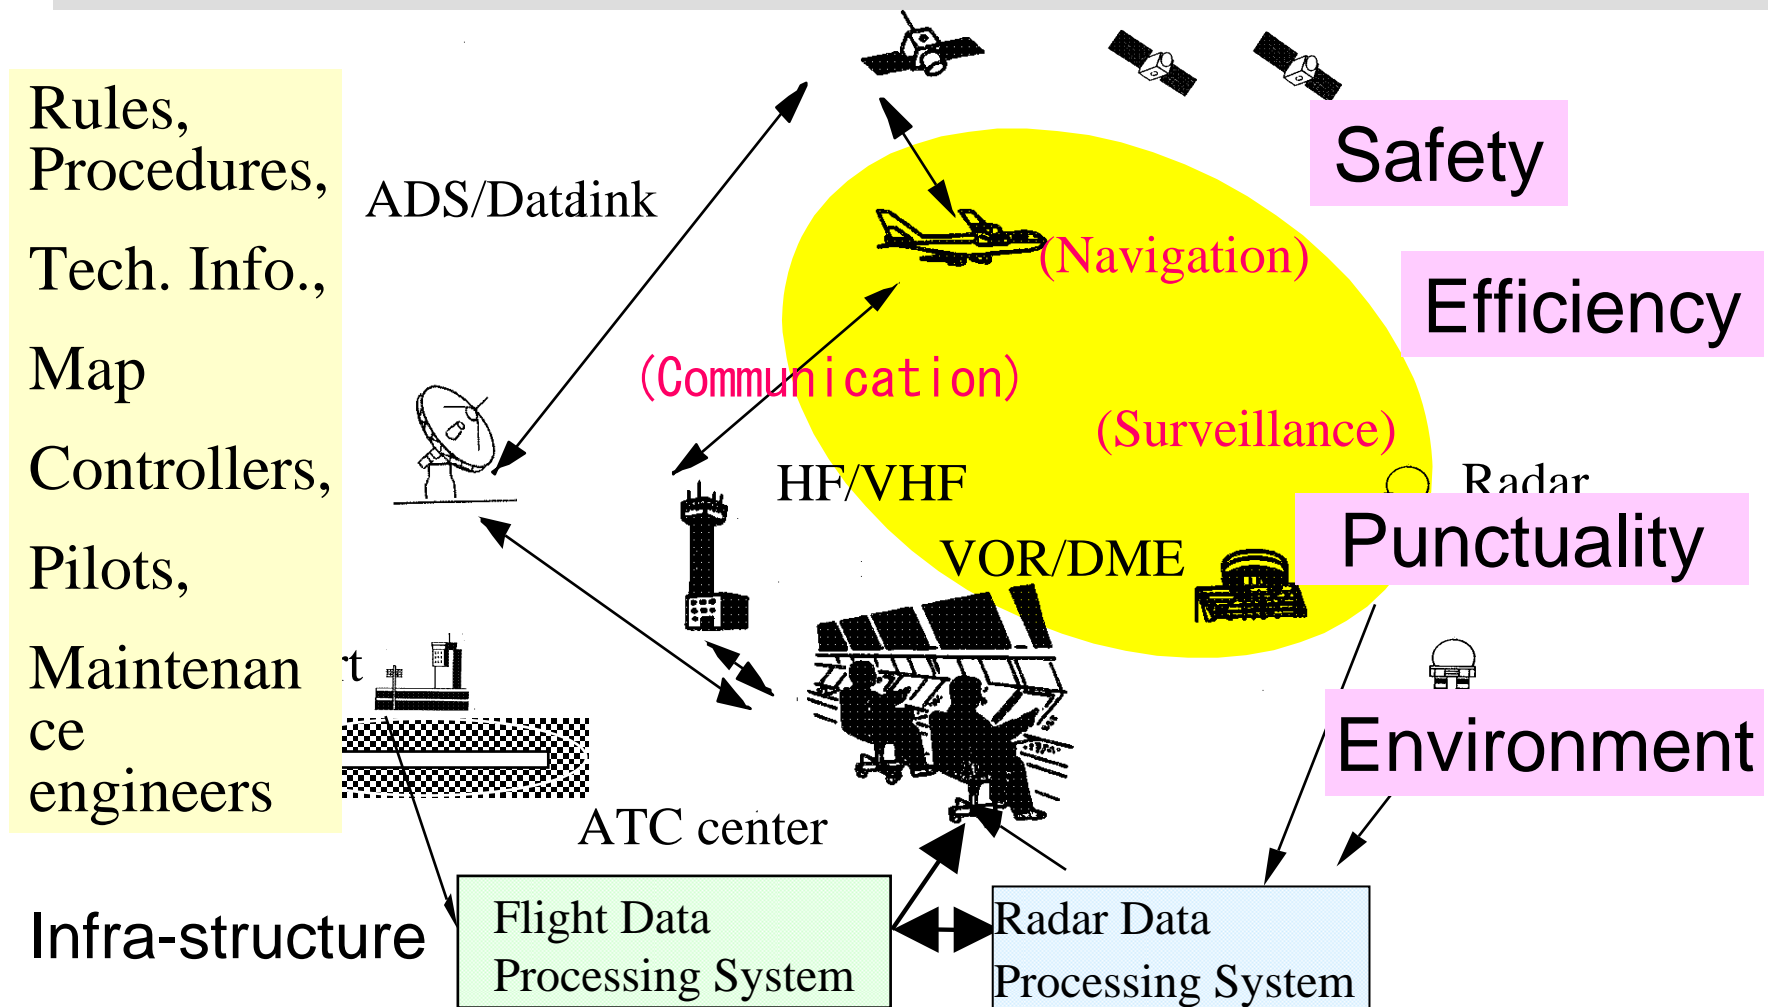 Rules,
Procedures,
Tech. Info.,
Map
Controllers,
Pilots,
Maintenan
ce
engineers
ADS/Datalink
(Navigation)
(Communication)
(Surveillance)
HF/VHF
VOR/DME
Radar
Safety
Efficiency
Punctuality
Environment
ATC center
Infra-structure
Flight Data
Processing System
Radar Data
Processing System